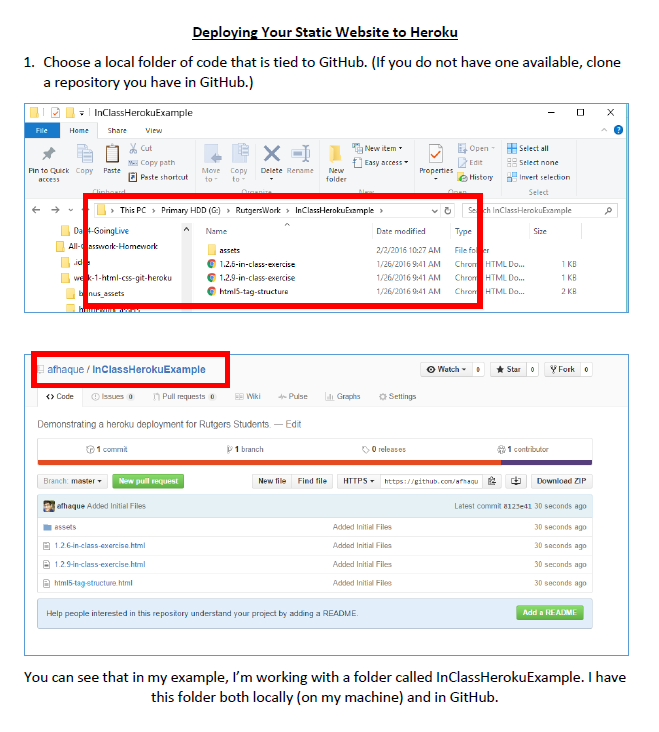 Deploying Your Static Website to Heroku
1. Choose a local folder of code that is tied to GitHub. (If you do not have one available, clone
a repository you have in GitHub.)
InClassHerokuExample
File Home Share View
Cut
Copy path
Paste shortcut
Pin to Quick access
Copy
Paste
Move to
Copy to
Delete
Rename
New folder
New item
Easy access
Properties
Open
Edit
History
Select all
Select none
Invert selection
Clipboard Organize New Open Select
This PC > Primary HDD (G:) > RutgersWork > InClassHerokuExample >
Search InClassHerokuExample
Name Date modified Type Size
-GoingLive
-Homework
-1-html-css-git-heroku
_assets
assets 2/2/2016 10:27 AM File folder
1.2.6-in-class-exercise 1/26/2016 9:41 AM HTML Do... 1 KB
1.2.9-in-class-exercise 1/26/2016 9:41 AM HTML Do... 1 KB
html5-tag-structure 1/26/2016 9:41 AM HTML Do... 2 KB
afhaque / InClassHerokuExample
Watch 0 Star 0 Fork 0
<> Code Issues 0 Pull requests 0 Wiki Pulse Graphs Settings
Demonstrating a heroku deployment for Rutgers Students. — Edit
1 commit 1 branch 0 releases 1 contributor
Branch: master New pull request New file Find file HTTPS https://github.com/afhaqu Download ZIP
afhaque Added Initial Files Latest commit 8123e41 30 seconds ago
assets Added Initial Files 30 seconds ago
1.2.6-in-class-exercise.html Added Initial Files 30 seconds ago
1.2.9-in-class-exercise.html Added Initial Files 30 seconds ago
html5-tag-structure.html Added Initial Files 30 seconds ago
Help people interested in this repository understand your project by adding a README. Add a README
You can see that in my example, I’m working with a folder called InClassHerokuExample. I have
this folder both locally (on my machine) and in GitHub.